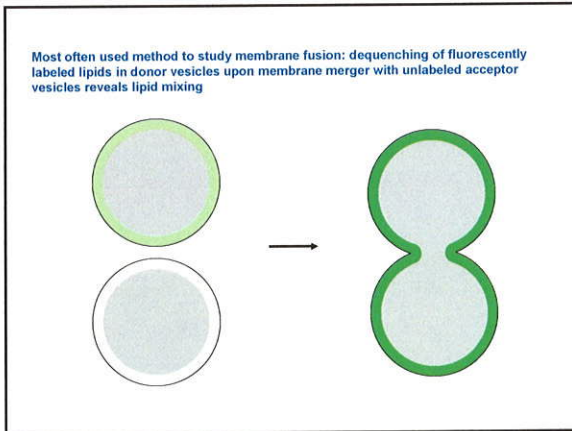 Most often used method to study membrane fusion: dequenching of fluorescently
labeled lipids in donor vesicles upon membrane merger with unlabeled acceptor
vesicles reveals lipid mixing